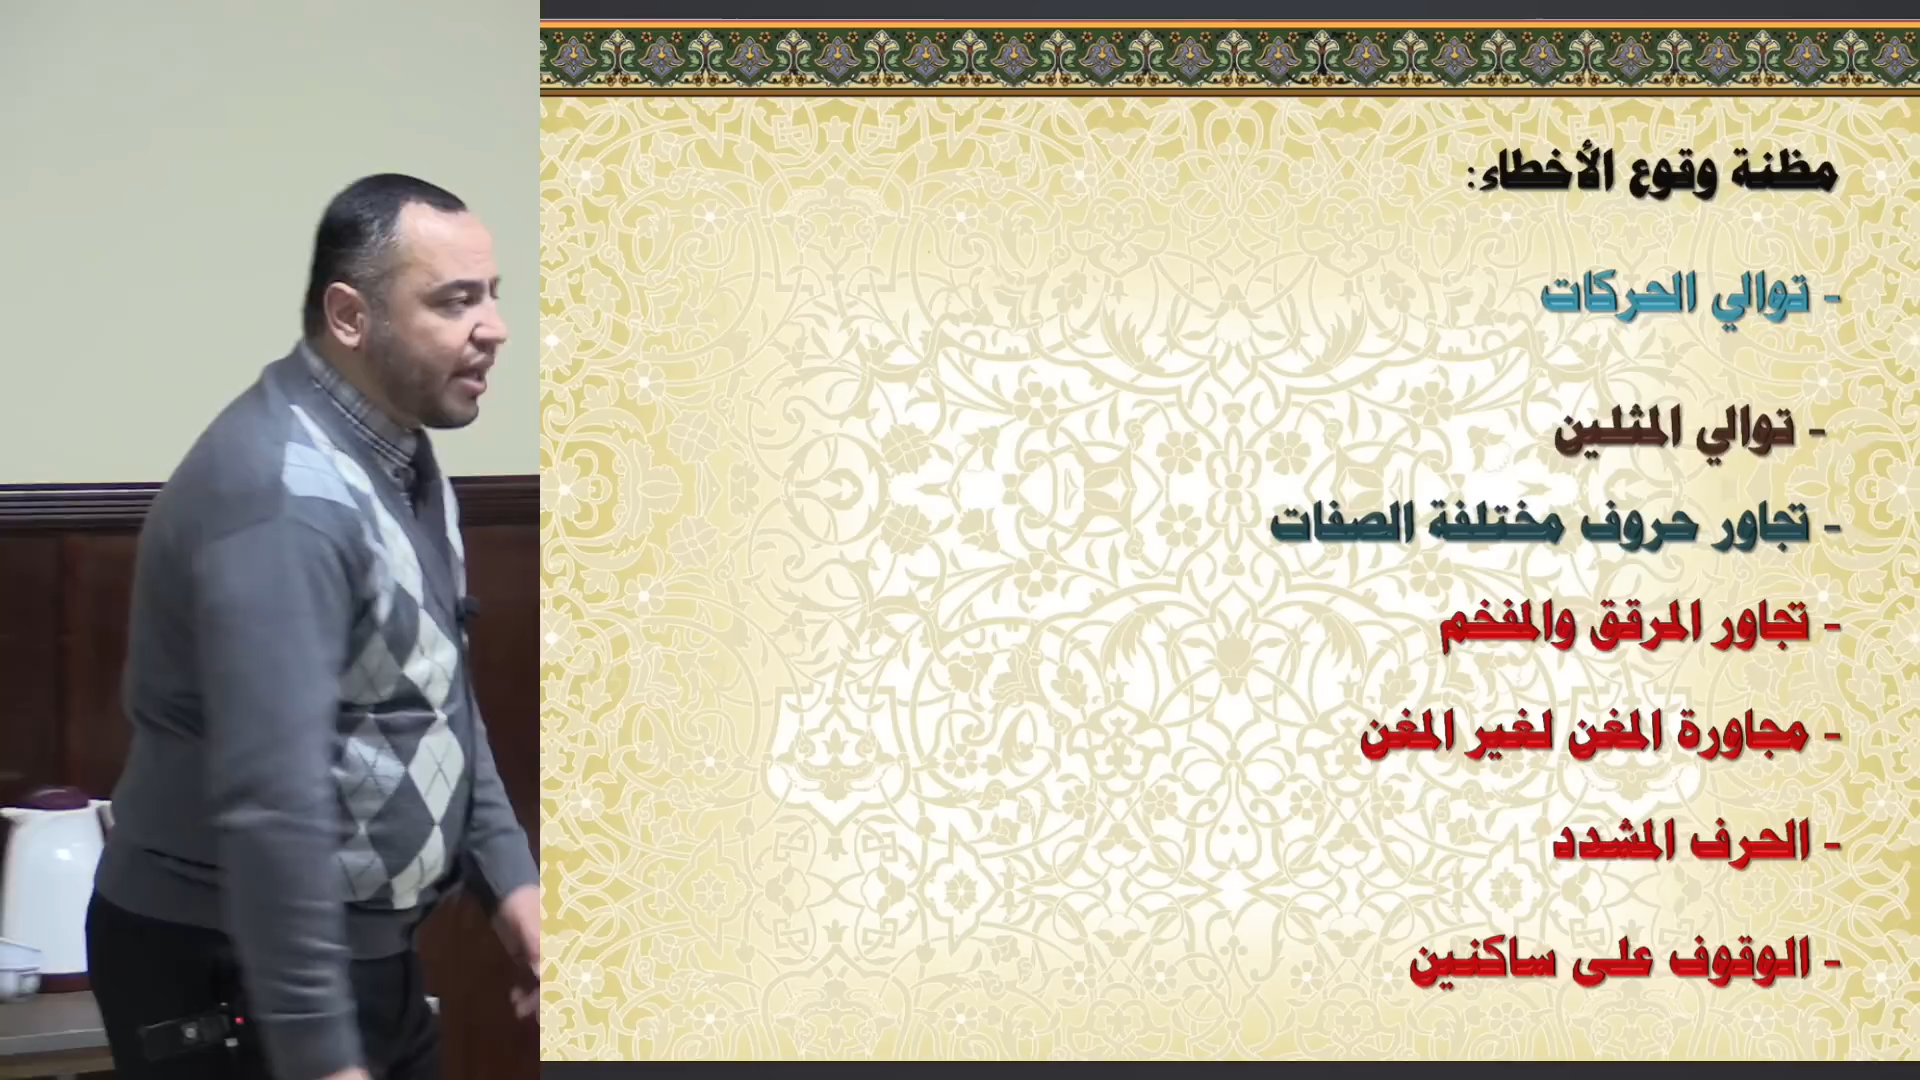 مظنة وقوع الأخطاء:
- توالي الحركات
- توالي المثلين
- تجاور حروف مختلفة الصفات
- تجاور المرقق والمفخم
- مجاورة المغن لغير المغن
- الحرف المشدد
- الوقوف على ساكنين